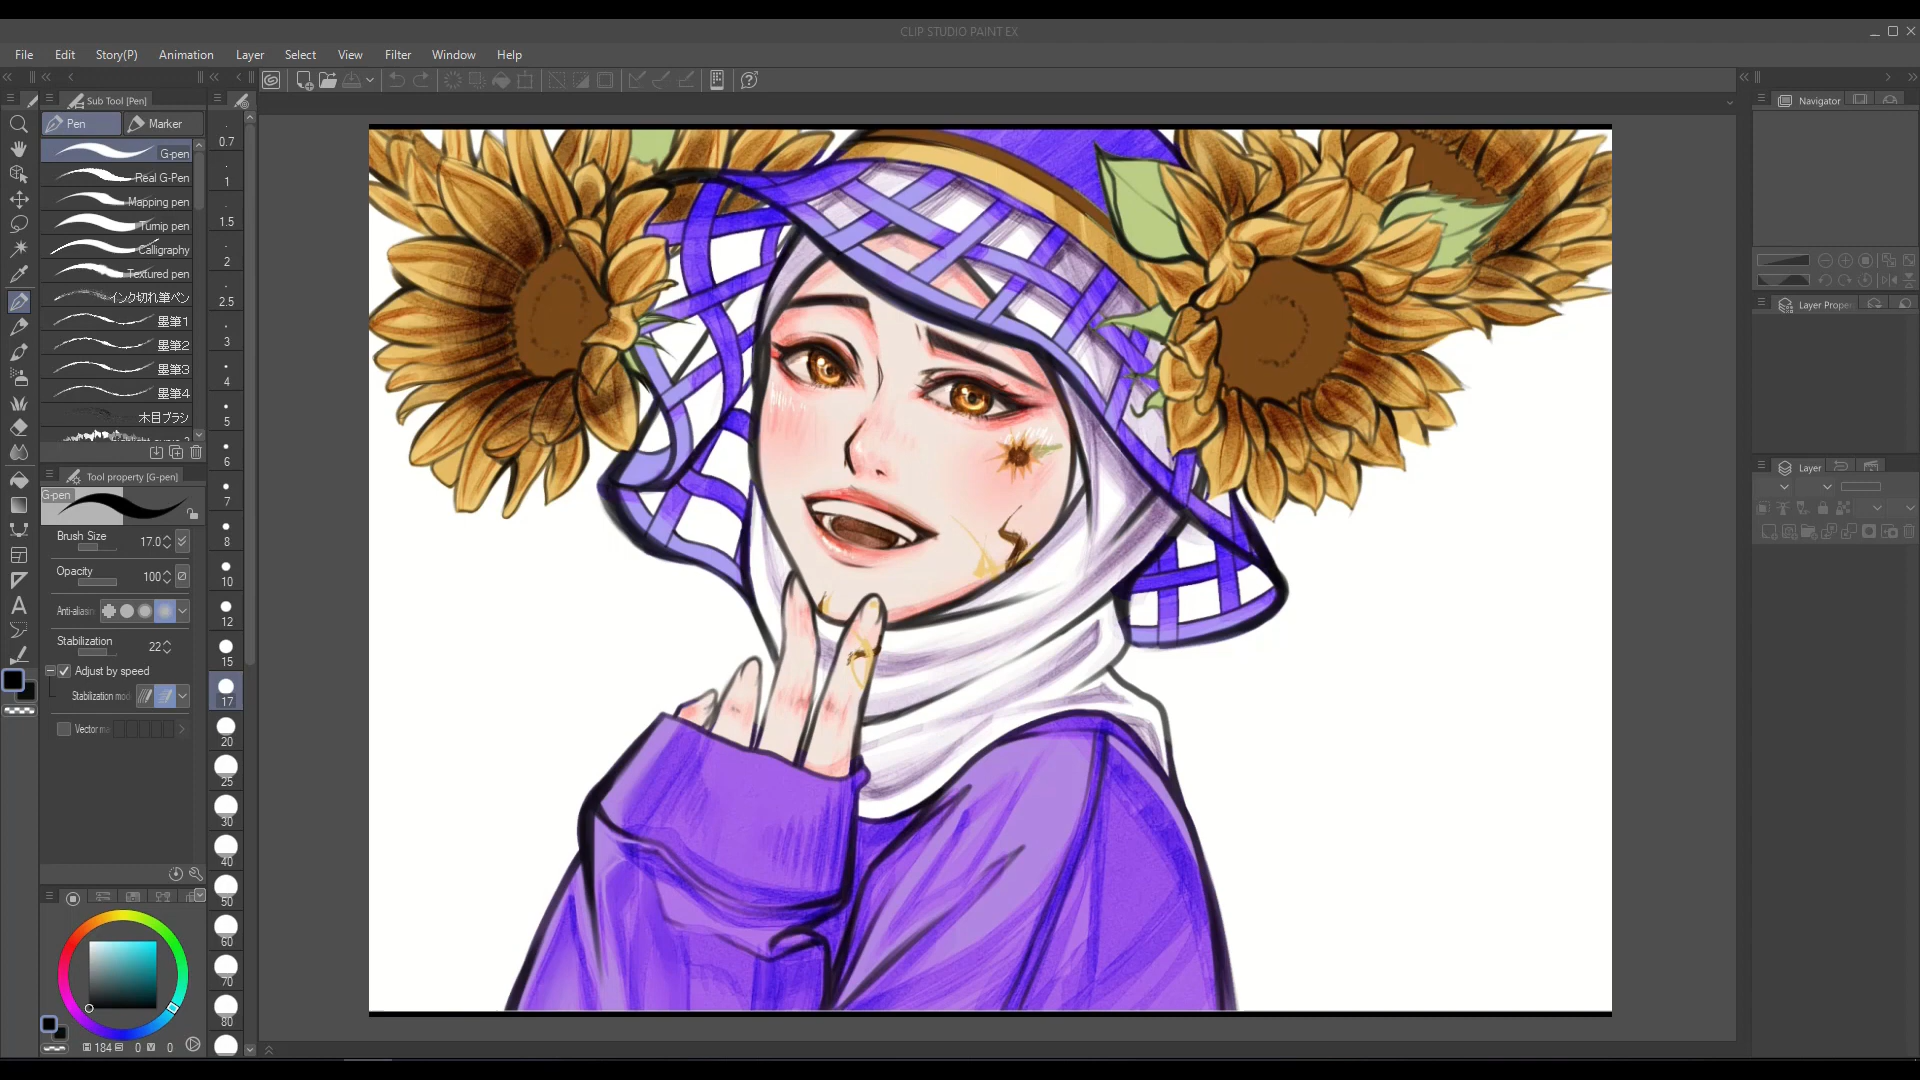 CLIP STUDIO PAINT EX
File Edit Story(P) Animation Layer Select View Filter Window Help
Sub Tool [Pen]
Pen
Marker
G-pen
Real G-Pen
Mapping pen
Turnip pen
Calligraphy
Textured pen
インク切れ筆ペン
墨筆1
墨筆2
墨筆3
墨筆4
木目ブラシ
Tool property [G-pen]
G-pen
Brush Size 17.0
Opacity 100
Anti-aliasin
Stabilization 22
Adjust by speed
Stabilization mod
Vector ma
184 0 0
0.7
1
1.5
2
2.5
3
4
5
6
7
8
10
12
15
17
20
25
30
40
50
60
70
80
Navigator
Layer Prope
Layer